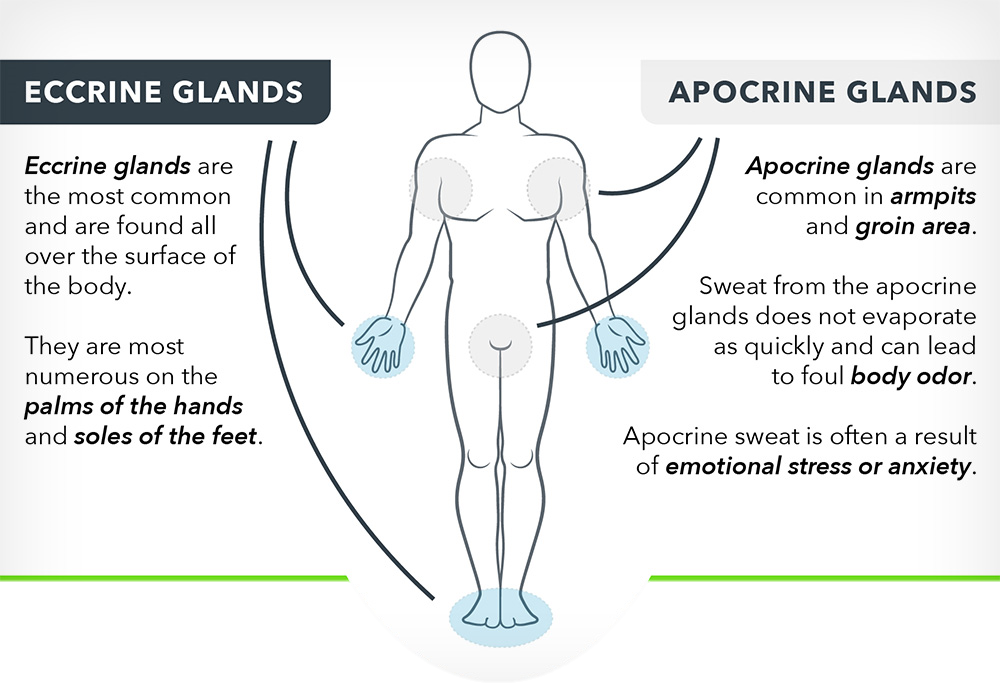 ECCRINE GLANDS
Eccrine glands are
the most common
and are found all
over the surface of
the body.
They are most
numerous on the
palms of the hands
and soles of the feet.
APOCRINE GLANDS
Apocrine glands are
common in armpits
and groin area.
Sweat from the apocrine
glands does not evaporate
as quickly and can lead
to foul body odor.
Apocrine sweat is often a result
of emotional stress or anxiety.